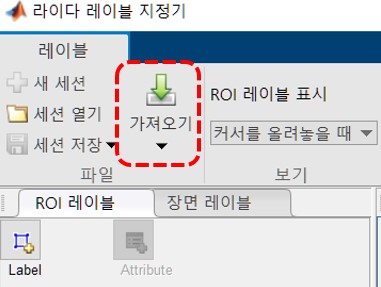 라이다 레이블 지정기
레이블
새 세션
세션 열기
세션 저장
가져오기
파일
ROI 레이블 표시
커서를 올려놓을 때
보기
ROI 레이블
장면 레이블
Label
Attribute